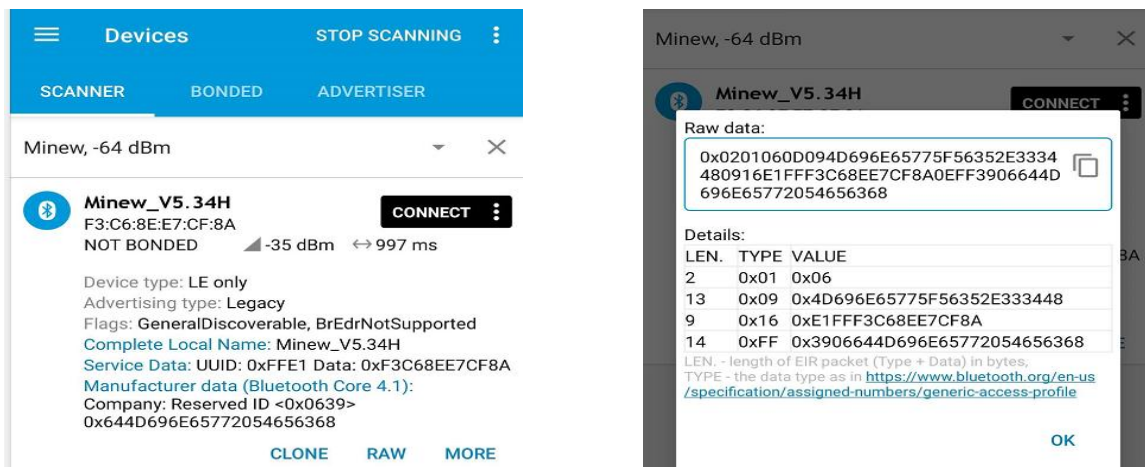 Devices
STOP SCANNING
SCANNER
BONDED
ADVERTISER
Minew, -64 dBm
Minew_V5.34H
CONNECT
F3:C6:8E:E7:CF:8A
NOT BONDED
-35 dBm
997 ms
Device type: LE only
Advertising type: Legacy
Flags: GeneralDiscoverable, BrEdrNotSupported
Complete Local Name: Minew_V5.34H
Service Data: UUID: 0xFFE1 Data: 0xF3C68EE7CF8A
Manufacturer data (Bluetooth Core 4.1):
Company: Reserved ID <0x0639>
0x644D696E65772054656368
CLONE
RAW
MORE
Minew, -64 dBm
Minew_V5.34H
CONNECT
Raw data:
0x0201060D094D696E65775F56352E3334
480916E1FFF3C68EE7CF8A0EFF3906644D
696E65772054656368
Details:
LEN. TYPE VALUE
2 0x01 0x06
13 0x09 0x4D696E65775F56352E333448
9 0x16 0xE1FFF3C68EE7CF8A
14 0xFF 0x3906644D696E65772054656368
LEN. - length of EIR packet (Type + Data) in bytes,
TYPE - the data type as in https://www.bluetooth.org/en-us
/specification/assigned-numbers/generic-access-profile
OK
8A